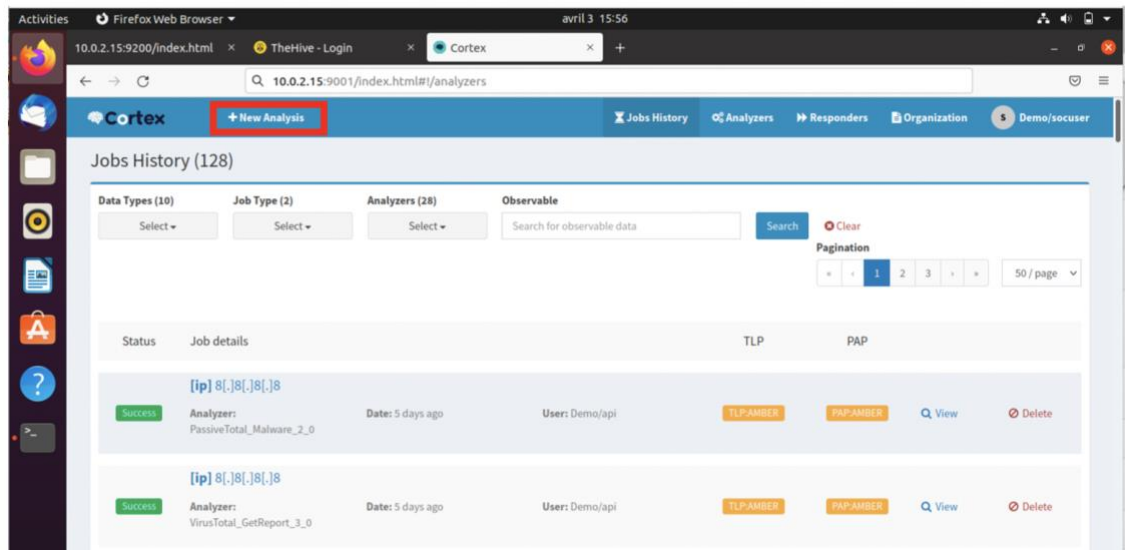 Activities Firefox Web Browser avril 3 15:56
10.0.2.15:9200/index.html × TheHive - Login × Cortex × +
10.0.2.15:9001/index.html#!/analyzers
Cortex + New Analysis Jobs History Analyzers Responders Organization S Demo/socuser
Jobs History (128)
Data Types (10) Job Type (2) Analyzers (28) Observable
Select Select Select Search for observable data Search Clear
Pagination
« ‹ 1 2 3 › » 50 / page
Status Job details TLP PAP
[ip] 8[.]8[.]8[.]8
Success Analyzer: Date: 5 days ago User: Demo/api TLP:AMBER PAP:AMBER View Delete
PassiveTotal_Malware_2_0
[ip] 8[.]8[.]8[.]8
Success Analyzer: Date: 5 days ago User: Demo/api TLP:AMBER PAP:AMBER View Delete
VirusTotal_GetReport_3_0